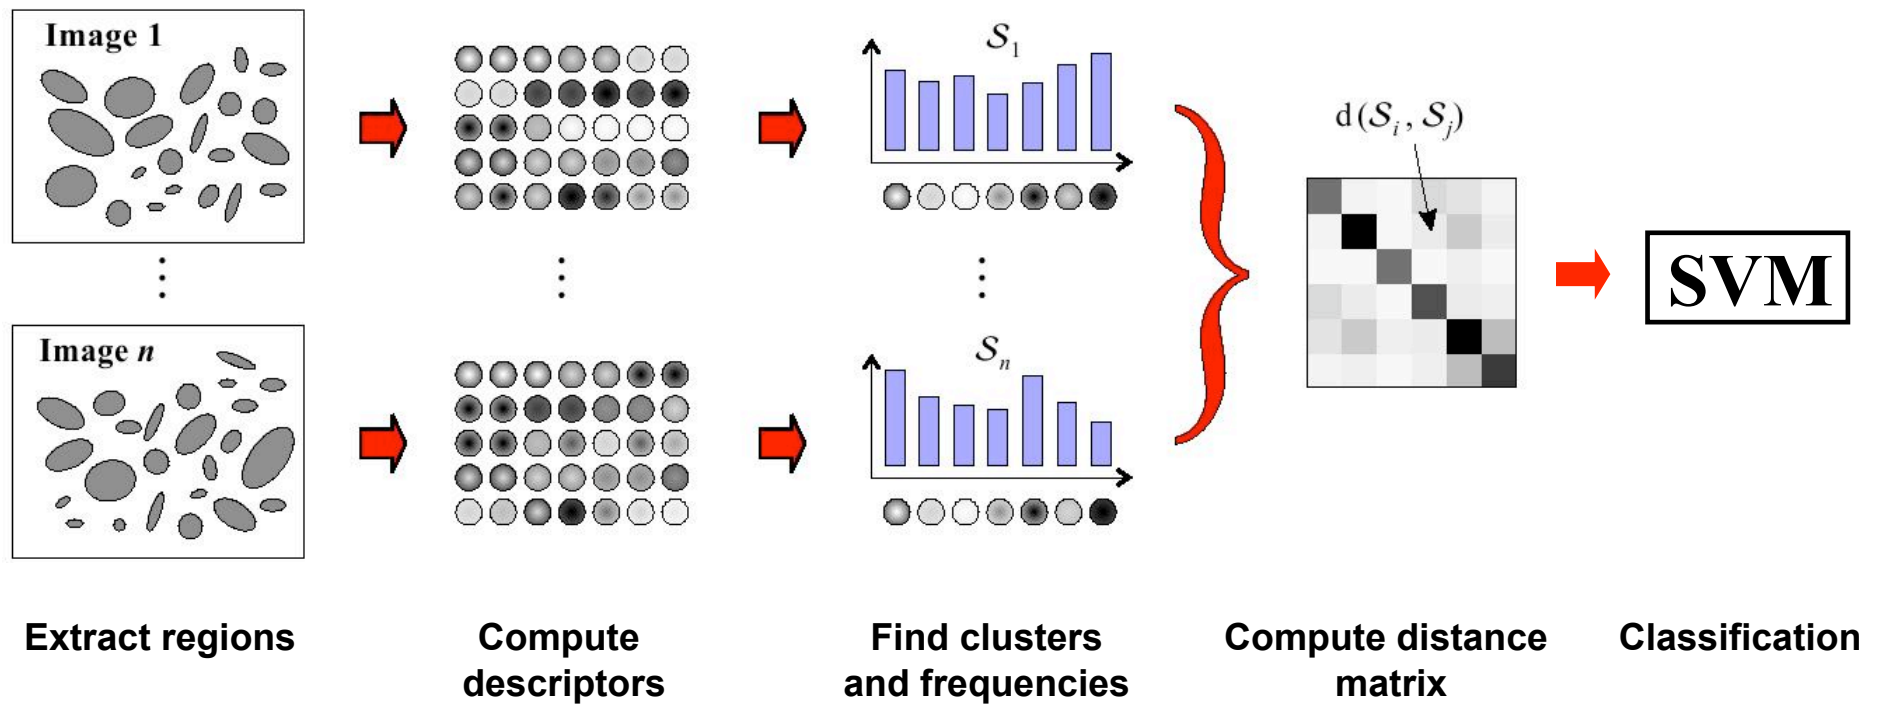 Image 1
S1
d(Si, Sj)
SVM
Image n
Sn
Extract regions
Compute
descriptors
Find clusters
and frequencies
Compute distance
matrix
Classification